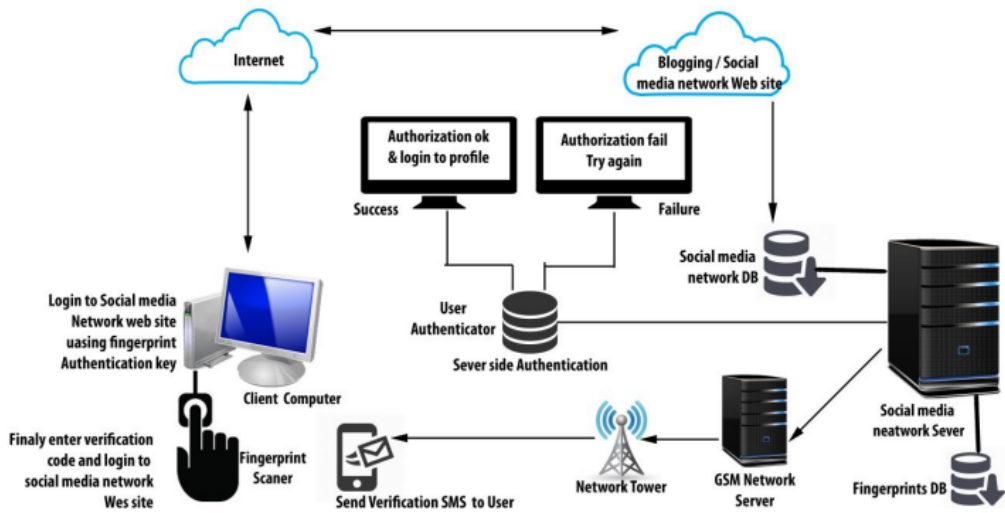 Internet
Blogging / Social
media network Web site
Authorization ok
& login to profile
Authorization fail
Try again
Success
Failure
Social media
network DB
Login to Social media
Network web site
uasing fingerprint
Authentication key
User
Authenticator
Sever side Authentication
Client Computer
Social media
neatwork Sever
Finaly enter verification
code and login to
social media network
Wes site
Fingerprint
Scaner
Send Verification SMS to User
Network Tower
GSM Network
Server
Fingerprints DB